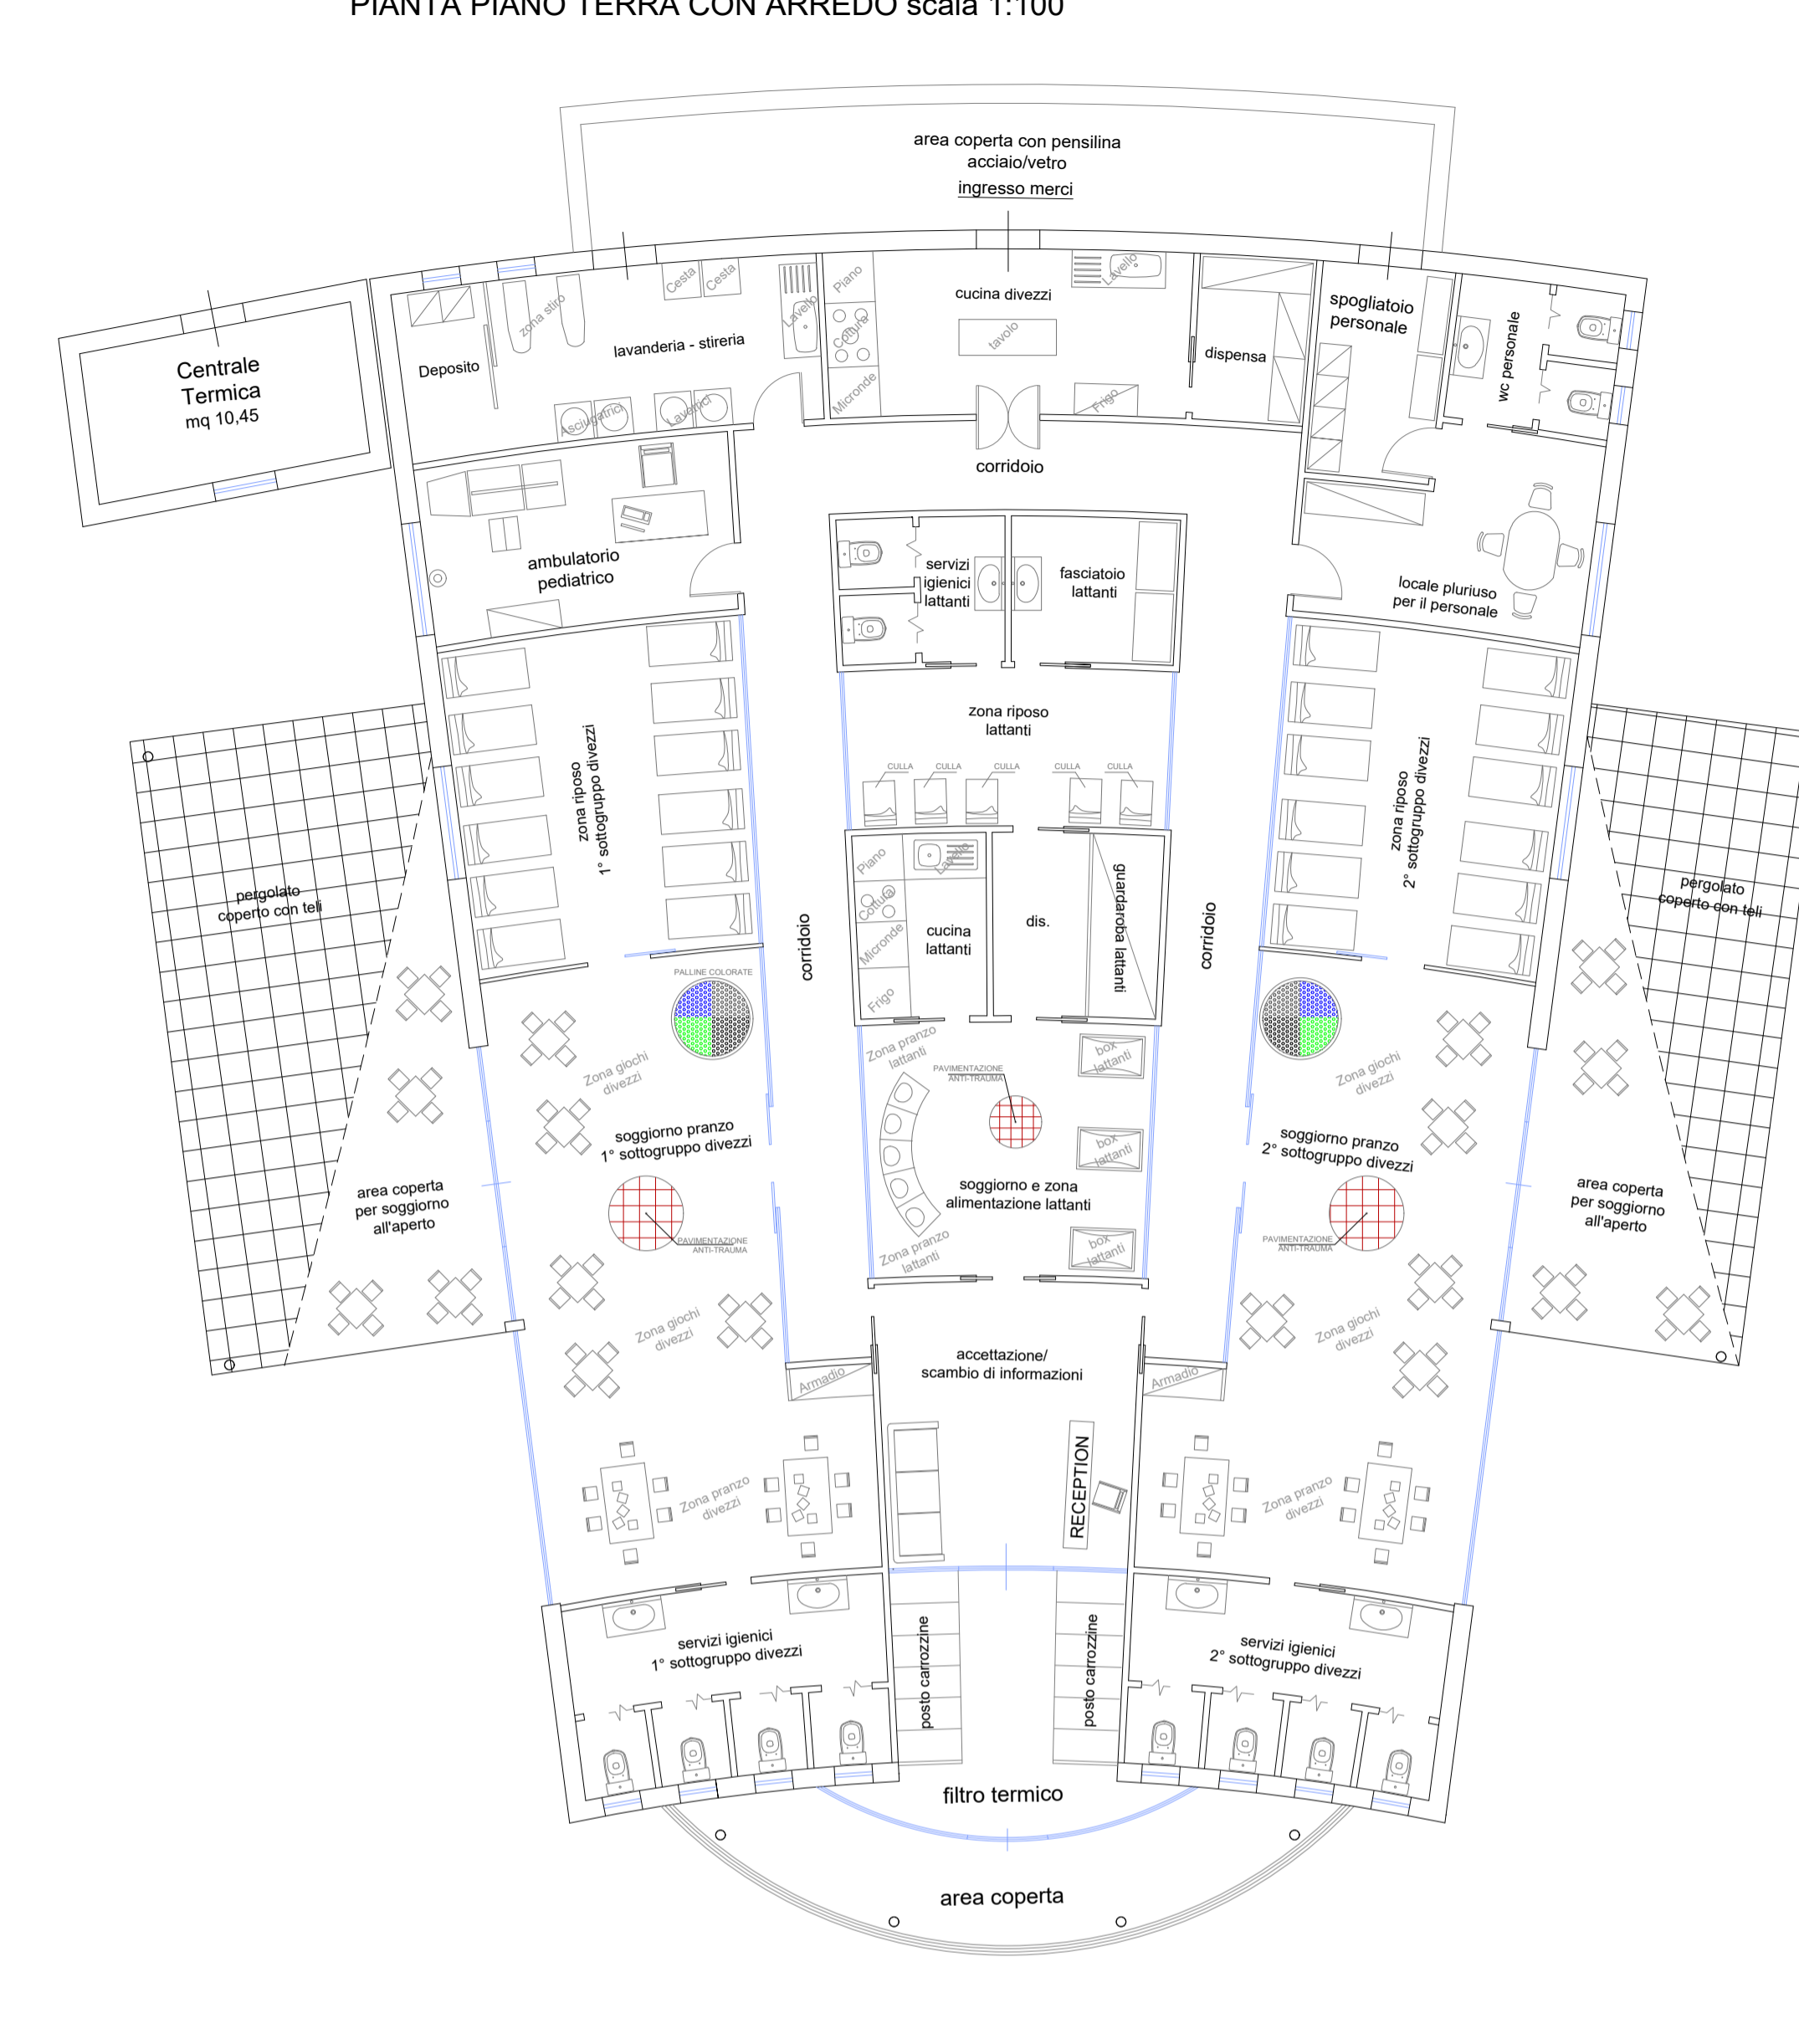 PIANTA PIANO TERRA CON ARREDO scala 1:100
area coperta con pensilina
acciaio/vetro
ingresso merci
Centrale
Termica
mq 10,45
Deposito
zona stiro
Cesta
Cesta
lavanderia - stireria
Lavello
Asciugatrici
Lavatrici
Piano
Cottura
Micronde
cucina divezzi
tavolo
Lavello
Frigo
dispensa
spogliatoio
personale
wc personale
corridoio
ambulatorio
pediatrico
servizi
igienici
lattanti
fasciatoio
lattanti
locale pluriuso
per il personale
zona riposo
lattanti
CULLA
CULLA
CULLA
CULLA
CULLA
zona riposo
1° sottogruppo divezzi
zona riposo
2° sottogruppo divezzi
pergolato
coperto con teli
pergolato
coperto con teli
corridoio
corridoio
Piano
Cottura
Micronde
Frigo
Lavello
cucina
lattanti
dis.
guardaroba lattanti
PALLINE COLORATE
Zona giochi
divezzi
Zona giochi
divezzi
Zona pranzo
lattanti
PAVIMENTAZIONE
ANTI-TRAUMA
box
lattanti
box
lattanti
box
lattanti
soggiorno pranzo
1° sottogruppo divezzi
soggiorno pranzo
2° sottogruppo divezzi
soggiorno e zona
alimentazione lattanti
Zona pranzo
lattanti
area coperta
per soggiorno
all'aperto
area coperta
per soggiorno
all'aperto
PAVIMENTAZIONE
ANTI-TRAUMA
PAVIMENTAZIONE
ANTI-TRAUMA
Zona giochi
divezzi
Zona giochi
divezzi
Armadio
Armadio
accettazione/
scambio di informazioni
RECEPTION
Zona pranzo
divezzi
Zona pranzo
divezzi
servizi igienici
1° sottogruppo divezzi
servizi igienici
2° sottogruppo divezzi
posto carrozzine
posto carrozzine
filtro termico
area coperta